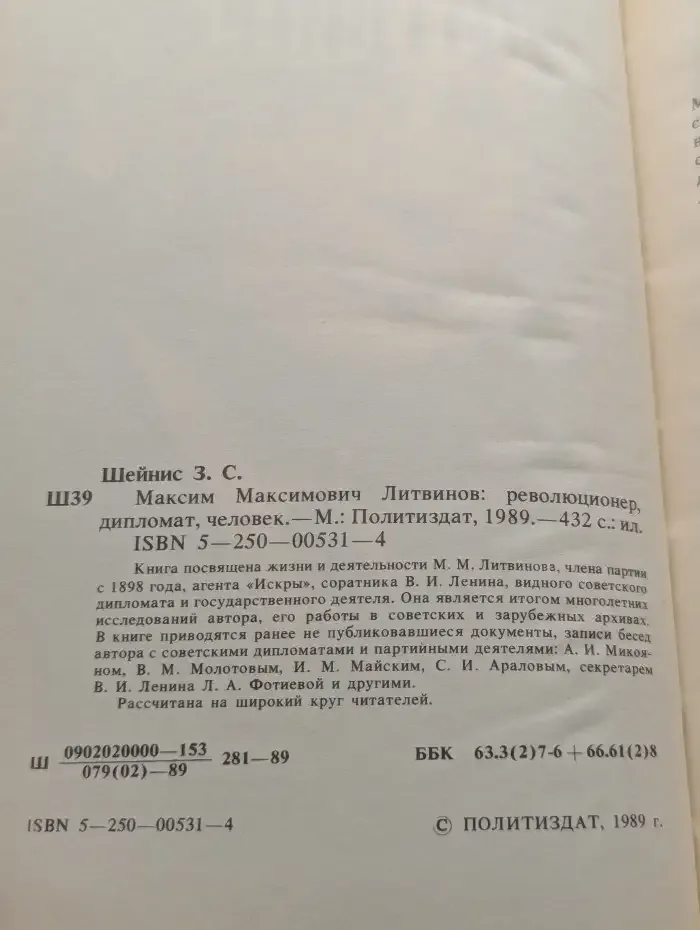 Шейнис З. С.
Ш39 Максим Максимович Литвинов: революционер,
дипломат, человек.—М.: Политиздат, 1989.—432 с.: ил.
ISBN 5—250—00531—4
Книга посвящена жизни и деятельности М. М. Литвинова, члена партии
с 1898 года, агента «Искры», соратника В. И. Ленина, видного советского
дипломата и государственного деятеля. Она является итогом многолетних
исследований автора, его работы в советских и зарубежных архивах.
В книге приводятся ранее не публиковавшиеся документы, записи бесед
автора с советскими дипломатами и партийными деятелями: А. И. Микоя-
ном, В. М. Молотовым, И. М. Майским, С. И. Араловым, секретарем
В. И. Ленина Л. А. Фотиевой и другими.
Рассчитана на широкий круг читателей.
Ш 0902020000—153
079(02)—89 281—89 ББК 63.3(2)7-6+66.61(2)8
ISBN 5—250—00531—4 © ПОЛИТИЗДАТ, 1989 г.